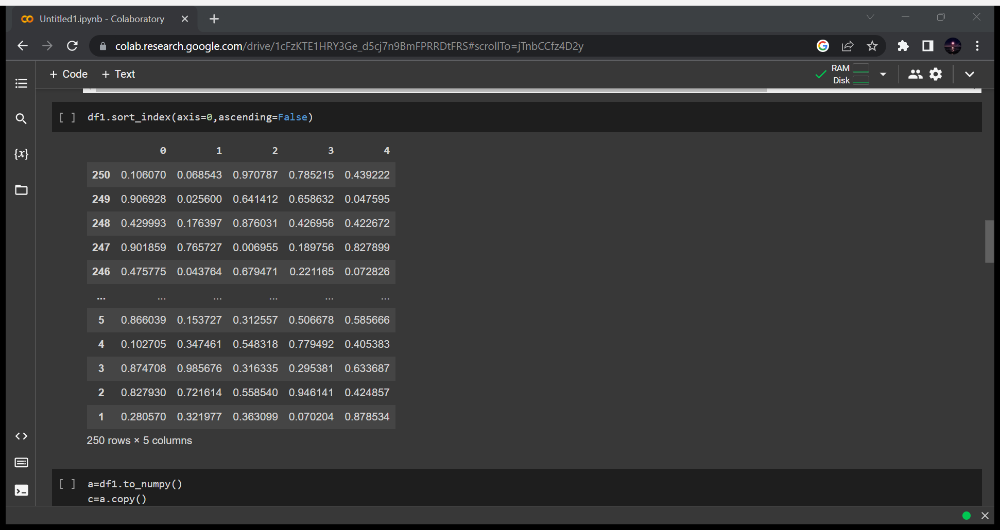 Untitled1.ipynb - Colaboratory
colab.research.google.com/drive/1cFzKTE1HRY3Ge_d5cj7n9BmFPRRDtFRS#scrollTo=jTnbCCfz4D2y
+ Code + Text
RAM
Disk
{x}
[ ] df1.sort_index(axis=0,ascending=False)
0 1 2 3 4
250 0.106070 0.068543 0.970787 0.785215 0.439222
249 0.906928 0.025600 0.641412 0.658632 0.047595
248 0.429993 0.176397 0.876031 0.426956 0.422672
247 0.901859 0.765727 0.006955 0.189756 0.827899
246 0.475775 0.043764 0.679471 0.221165 0.072826
... ... ... ... ... ...
5 0.866039 0.153727 0.312557 0.506678 0.585666
4 0.102705 0.347461 0.548318 0.779492 0.405383
3 0.874708 0.985676 0.316335 0.295381 0.633687
2 0.827930 0.721614 0.558540 0.946141 0.424857
1 0.280570 0.321977 0.363099 0.070204 0.878534
250 rows × 5 columns
[ ] a=df1.to_numpy()
c=a.copy()